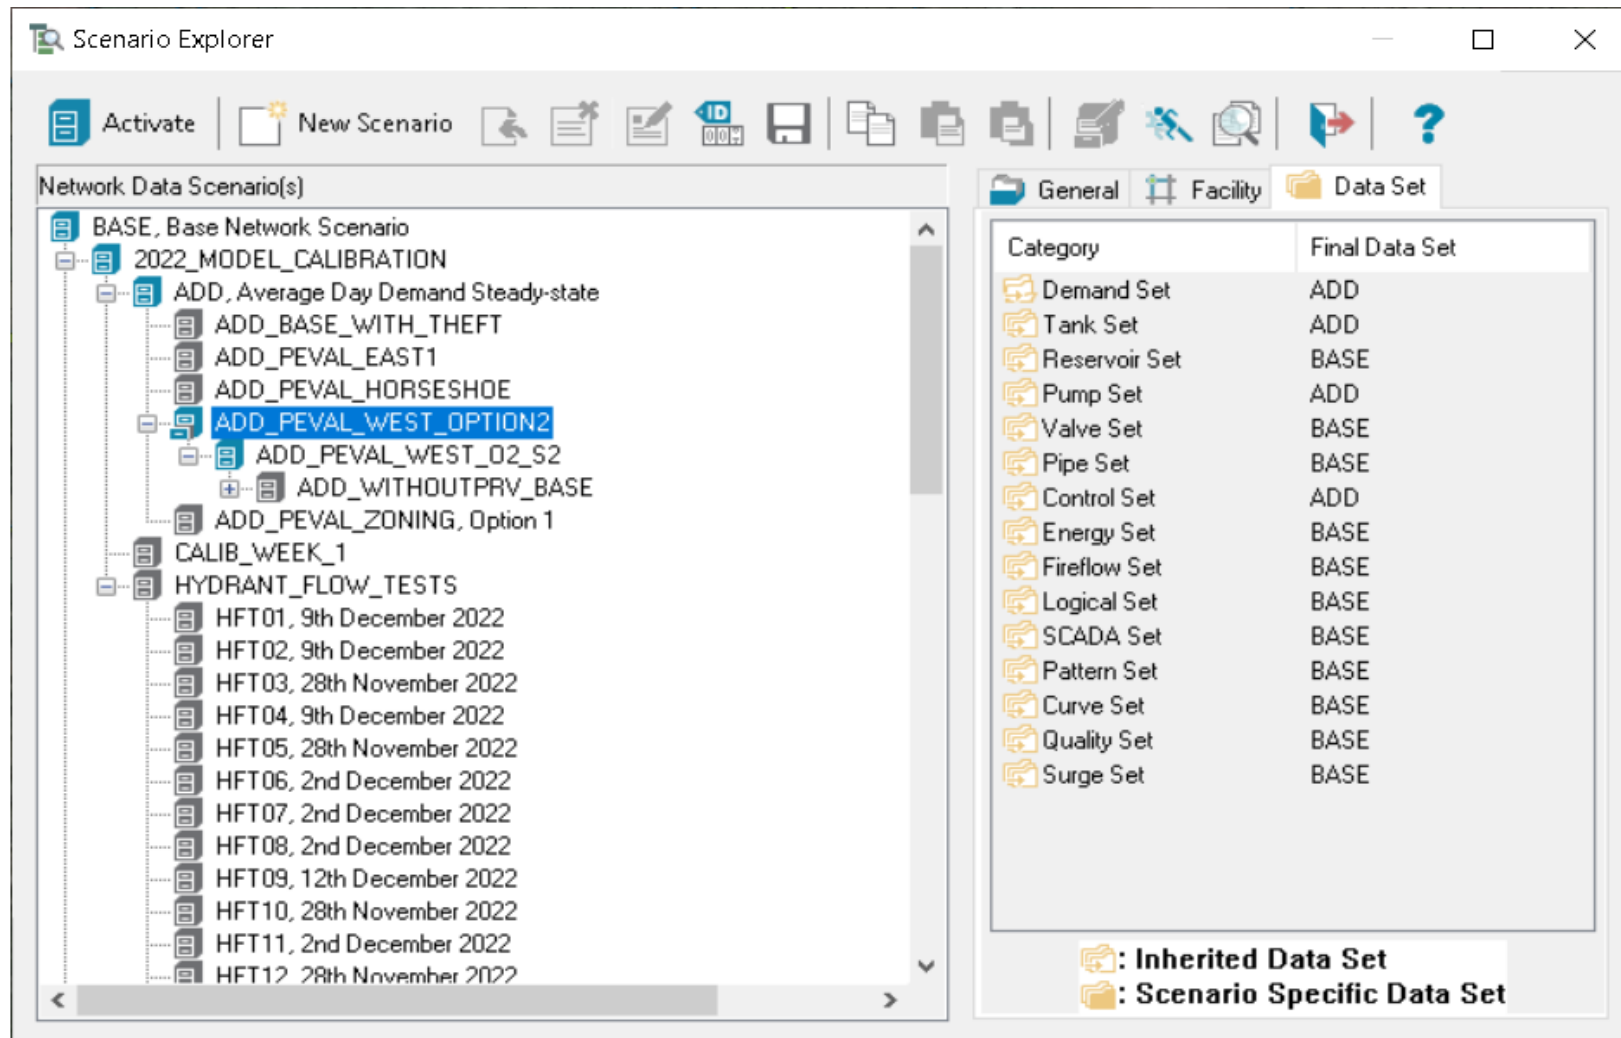 Scenario Explorer
Activate
New Scenario
ID
Network Data Scenario(s)
BASE, Base Network Scenario
2022_MODEL_CALIBRATION
ADD, Average Day Demand Steady-state
ADD_BASE_WITH_THEFT
ADD_PEVAL_EAST1
ADD_PEVAL_HORSESHOE
ADD_PEVAL_WEST_OPTION2
ADD_PEVAL_WEST_O2_S2
ADD_WITHOUTPRV_BASE
ADD_PEVAL_ZONING, Option 1
CALIB_WEEK_1
HYDRANT_FLOW_TESTS
HFT01, 9th December 2022
HFT02, 9th December 2022
HFT03, 28th November 2022
HFT04, 9th December 2022
HFT05, 28th November 2022
HFT06, 2nd December 2022
HFT07, 2nd December 2022
HFT08, 2nd December 2022
HFT09, 12th December 2022
HFT10, 28th November 2022
HFT11, 2nd December 2022
HFT12, 28th November 2022
General Facility Data Set
Category Final Data Set
Demand Set ADD
Tank Set ADD
Reservoir Set BASE
Pump Set ADD
Valve Set BASE
Pipe Set BASE
Control Set ADD
Energy Set BASE
Fireflow Set BASE
Logical Set BASE
SCADA Set BASE
Pattern Set BASE
Curve Set BASE
Quality Set BASE
Surge Set BASE
: Inherited Data Set
: Scenario Specific Data Set